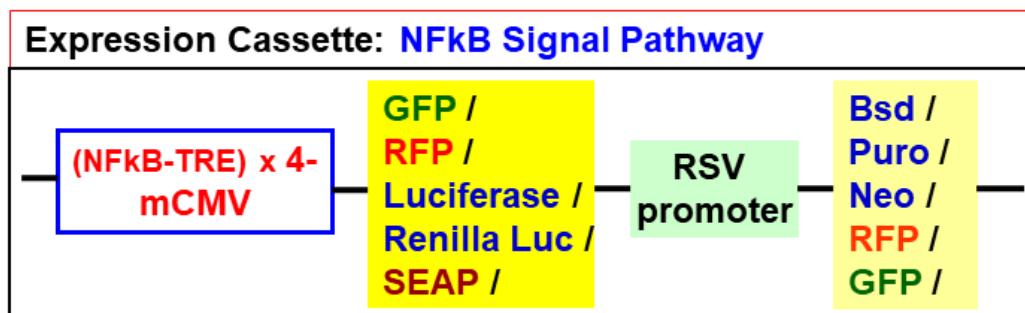 Expression Cassette: NFkB Signal Pathway
(NFkB-TRE) x 4-
mCMV
GFP /
RFP /
Luciferase /
Renilla Luc /
SEAP /
RSV
promoter
Bsd /
Puro /
Neo /
RFP /
GFP /